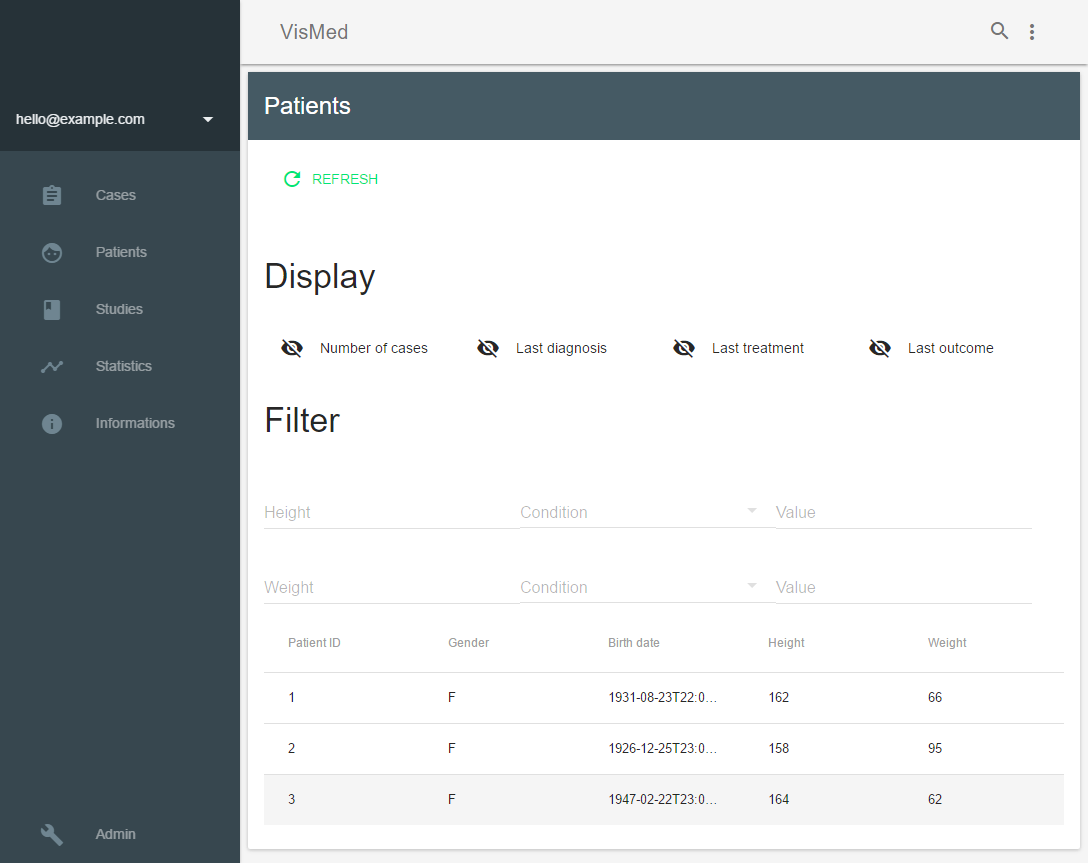 VisMed
hello@example.com
Cases
Patients
Studies
Statistics
Informations
Admin
Patients
REFRESH
Display
Number of cases Last diagnosis Last treatment Last outcome
Filter
Height Condition Value
Weight Condition Value
Patient ID Gender Birth date Height Weight
1 F 1931-08-23T22:0... 162 66
2 F 1926-12-25T23:0... 158 95
3 F 1947-02-22T23:0... 164 62